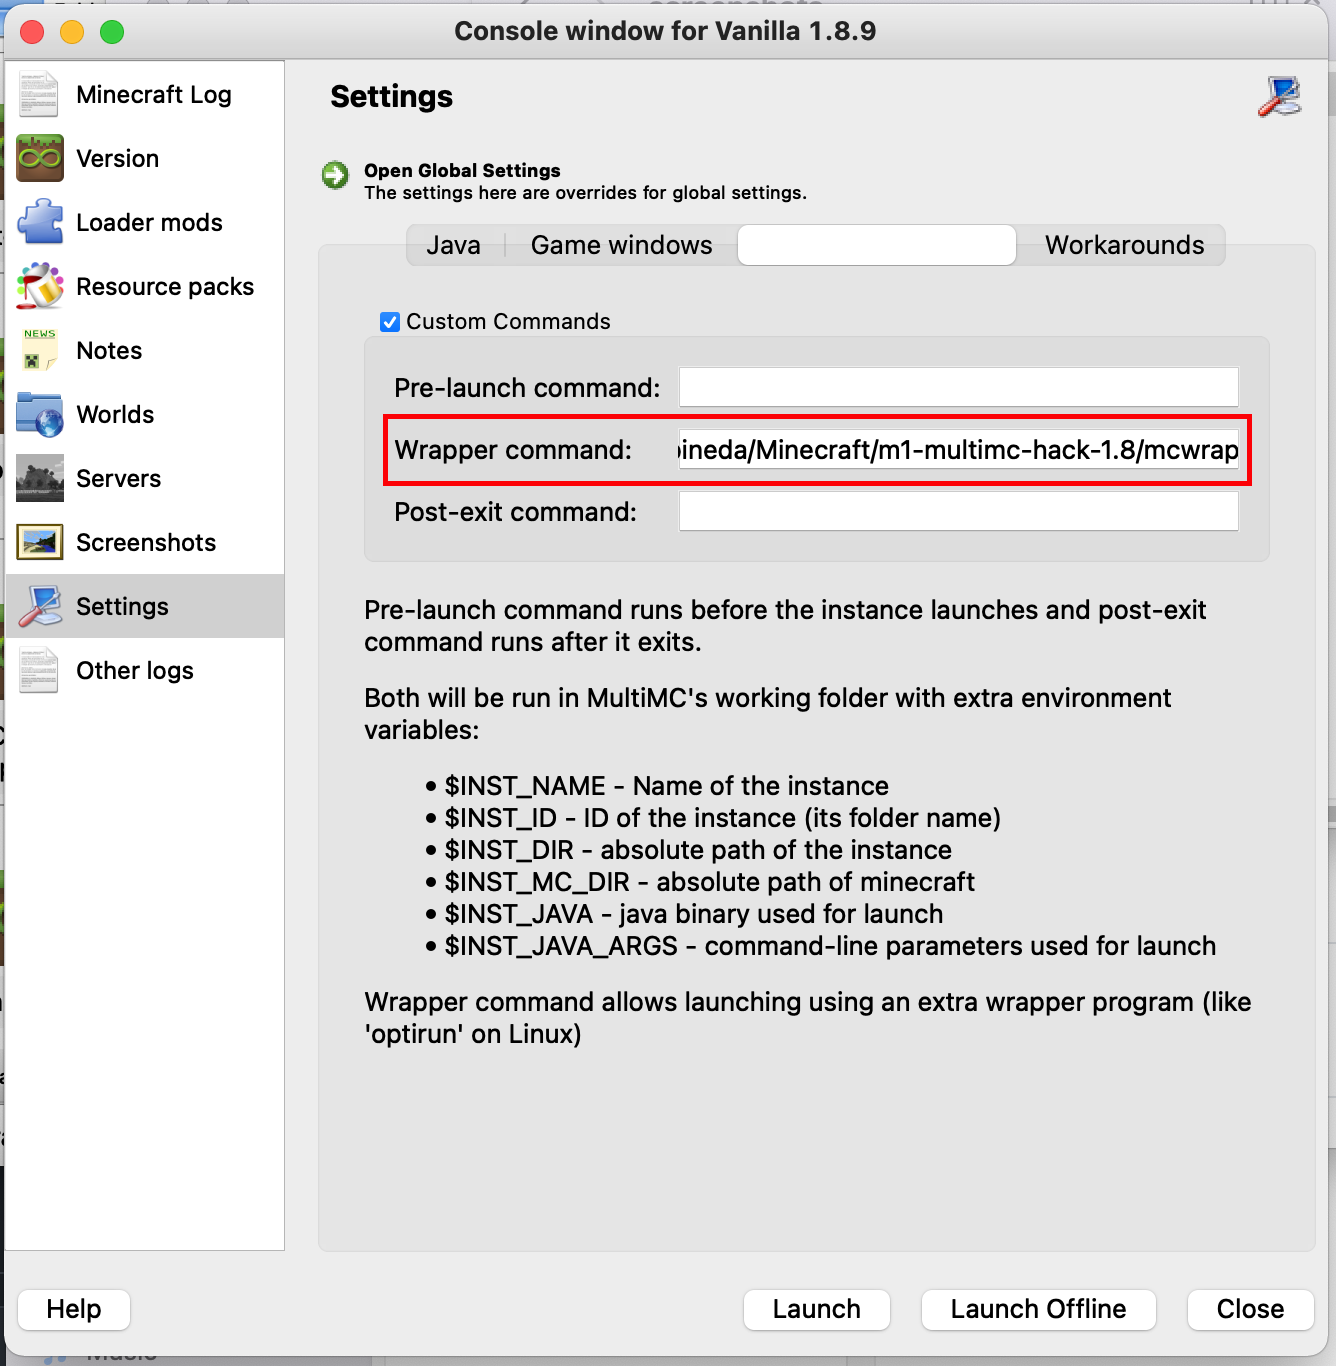 Console window for Vanilla 1.8.9
Minecraft Log
Version
Loader mods
Resource packs
NEWS
Notes
Worlds
Servers
Screenshots
Settings
Other logs
Settings
Open Global Settings
The settings here are overrides for global settings.
Java
Game windows
Workarounds
Custom Commands
Pre-launch command:
Wrapper command: pineda/Minecraft/m1-multimc-hack-1.8/mcwrap
Post-exit command:
Pre-launch command runs before the instance launches and post-exit
command runs after it exits.
Both will be run in MultiMC's working folder with extra environment
variables:
• $INST_NAME - Name of the instance
• $INST_ID - ID of the instance (its folder name)
• $INST_DIR - absolute path of the instance
• $INST_MC_DIR - absolute path of minecraft
• $INST_JAVA - java binary used for launch
• $INST_JAVA_ARGS - command-line parameters used for launch
Wrapper command allows launching using an extra wrapper program (like
'optirun' on Linux)
Help
Launch
Launch Offline
Close